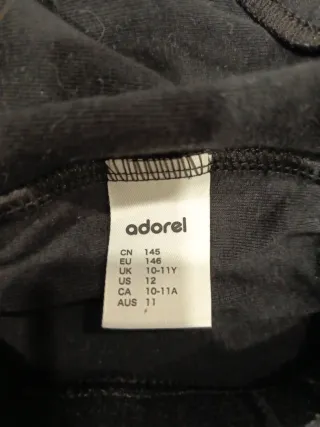 adorel
CN 145
EU 146
UK 10-11Y
US 12
CA 10-11A
AUS 11